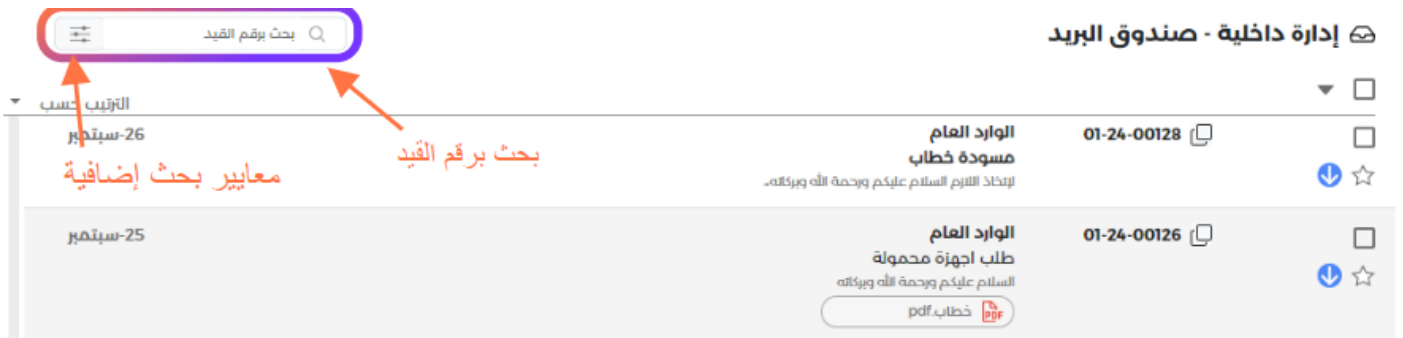 إدارة داخلية - صندوق البريد
بحث برقم القيد
الترتيب حسب
01-24-00128
الوارد العام
26-سبتمبر
مسودة خطاب
لإتخاذ اللازم السلام عليكم ورحمة الله وبركاته..
بحث برقم القيد
معايير بحث إضافية
01-24-00126
الوارد العام
25-سبتمبر
طلب اجهزة محمولة
السلام عليكم ورحمة الله وبركاته
خطاب.pdf
PDF